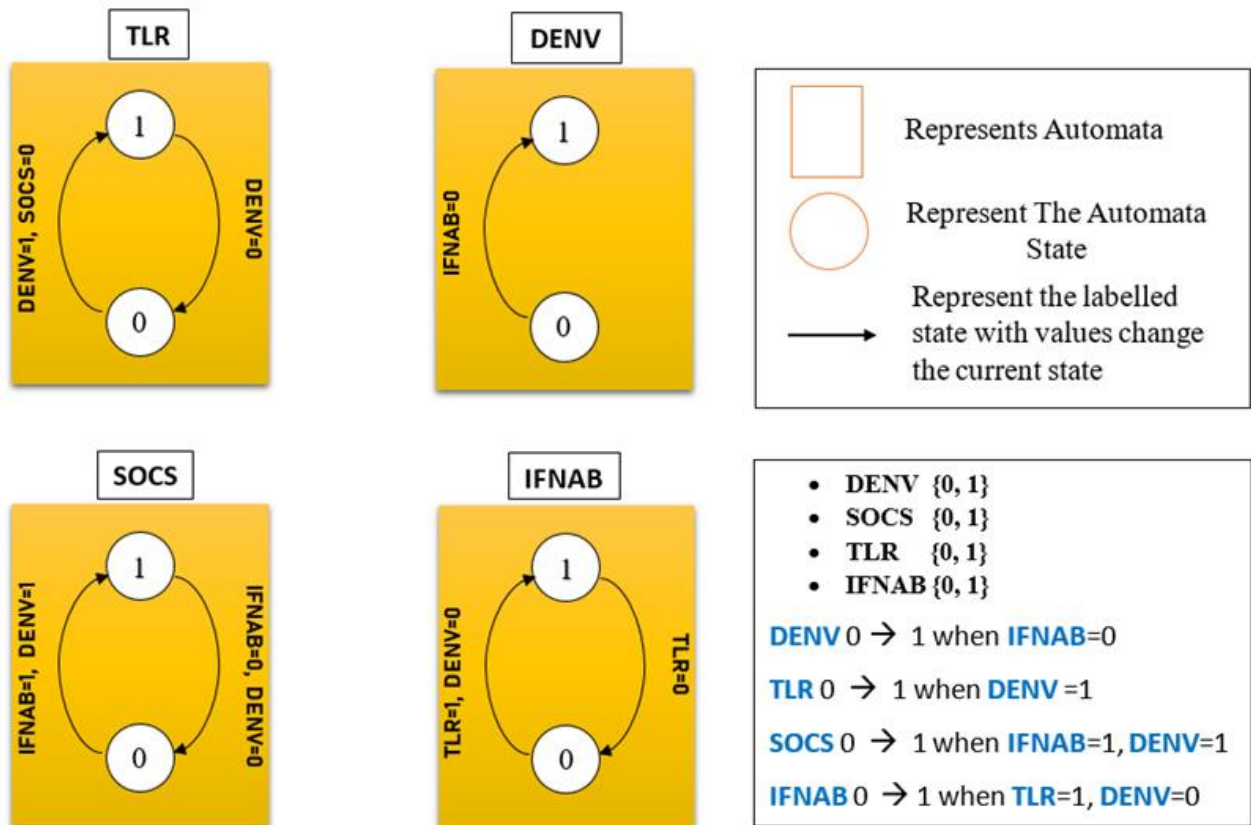 TLR
1
0
DENV=1, SOCS=0
DENV=0
DENV
1
0
IFNAB=0
Represents Automata
Represent The Automata
State
Represent the labelled
state with values change
the current state
SOCS
1
0
IFNAB=1, DENV=1
IFNAB=0, DENV=0
IFNAB
1
0
TLR=1, DENV=0
TLR=0
• DENV {0, 1}
• SOCS {0, 1}
• TLR {0, 1}
• IFNAB {0, 1}
DENV 0 → 1 when IFNAB=0
TLR 0 → 1 when DENV =1
SOCS 0 → 1 when IFNAB=1, DENV=1
IFNAB 0 → 1 when TLR=1, DENV=0